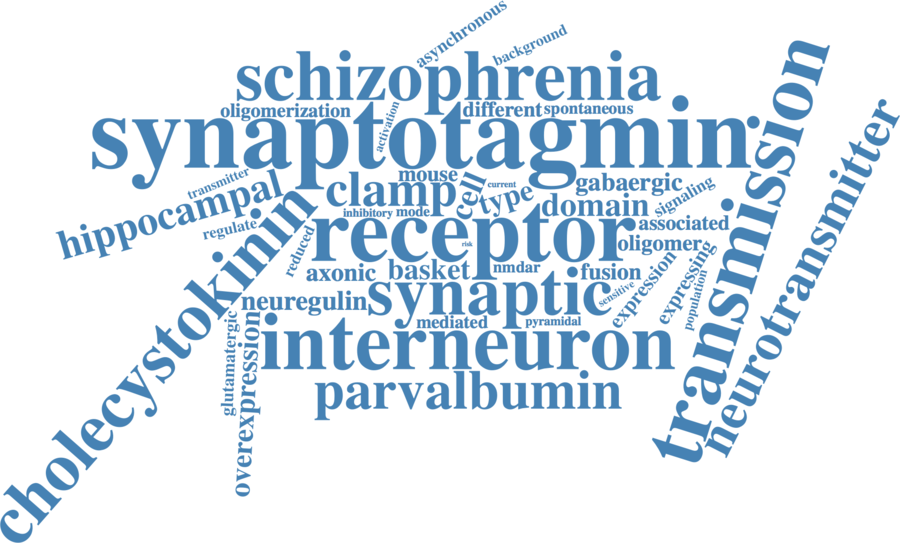 asynchronous
background
schizophrenia
oligomerization
activation
different
spontaneous
synaptotagmin
transmission
neurotransmitter
transmitter
hippocampal
mouse
clamp
cell
type
current
gabaergic
signaling
regulate
inhibitory
mode
domain
associated
cholecystokinin
reduced
receptor
risk
oligomer
axonic
basket
nmdar
fusion
expression
expressing
population
neuregulin
synaptic
sensitive
mediated
pyramidal
glutamatergic
overexpression
interneuron
parvalbumin